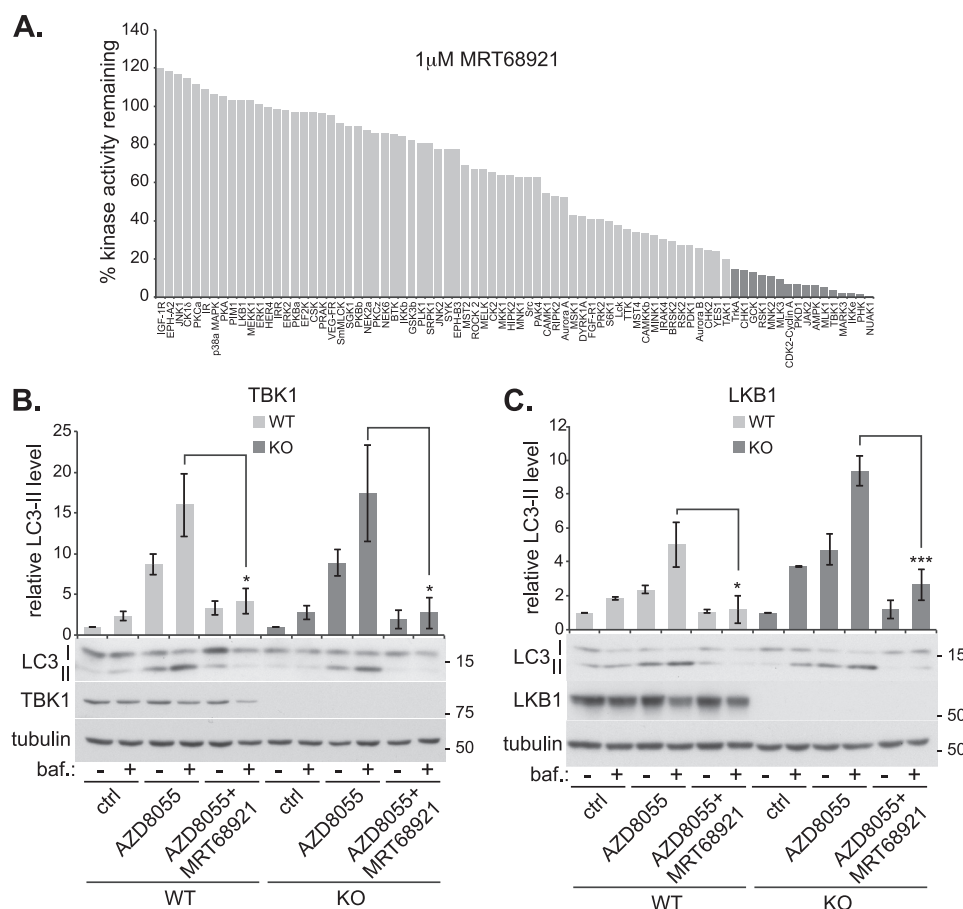 A.
1μM MRT68921
% kinase activity remaining
140
120
100
80
60
40
20
0
IGF-1R
EPH-A2
JNK1
CK1δ
PKCa
IR
p38a MAPK
PKA
PIM1
LKB1
MEKK1
ERK1
HER4
IRR
ERK2
PKBa
EF2K
CSK
PRAK
VEG-FR
SmMLCK
SGK1
PKBb
NEK2a
PKCz
NEK6
BTK
IKKb
GSK3b
SRPK1
JNK2
SYK
EPH-B3
MST2
ROCK 2
MELK
CK2
MKK1
HIPK2
MNK1
Src
PAK4
CAMK1
RIPK2
Aurora A
MSK1
DYRK1A
FGF-R1
PRK2
S6K1
Lck
TTK
MST4
CAMKKb
MINK1
IRAK4
BRSK2
RSK2
PDK1
Aurora B
CHK2
YES1
TAK1
TrkA
CHK1
GCK
RSK1
MNK2
MLK3
CDK2-Cyclin A
PKD1
JAK2
AMPK
MLK1
TBK1
MARK3
IKKe
PHK
NUAK1
B.
TBK1
WT
KO
relative LC3-II level
25
20
15
10
5
0
*
*
LC3
I
II
- 15
TBK1
- 75
tubulin
- 50
baf.: - + - + - + - + - + - +
ctrl AZD8055 AZD8055+ MRT68921 ctrl AZD8055 AZD8055+ MRT68921
WT KO
C.
LKB1
WT
KO
relative LC3-II level
12
10
8
6
4
2
0
*
***
LC3
I
II
15 -
LKB1
50 -
tubulin
50
baf.: - + - + - + - + - + - +
ctrl AZD8055 AZD8055+ MRT68921 ctrl AZD8055 AZD8055+ MRT68921
WT KO